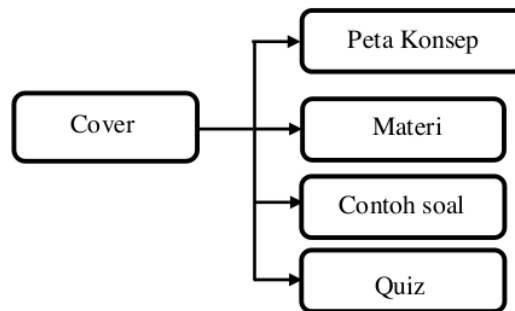 Cover
Peta Konsep
Materi
Contoh soal
Quiz